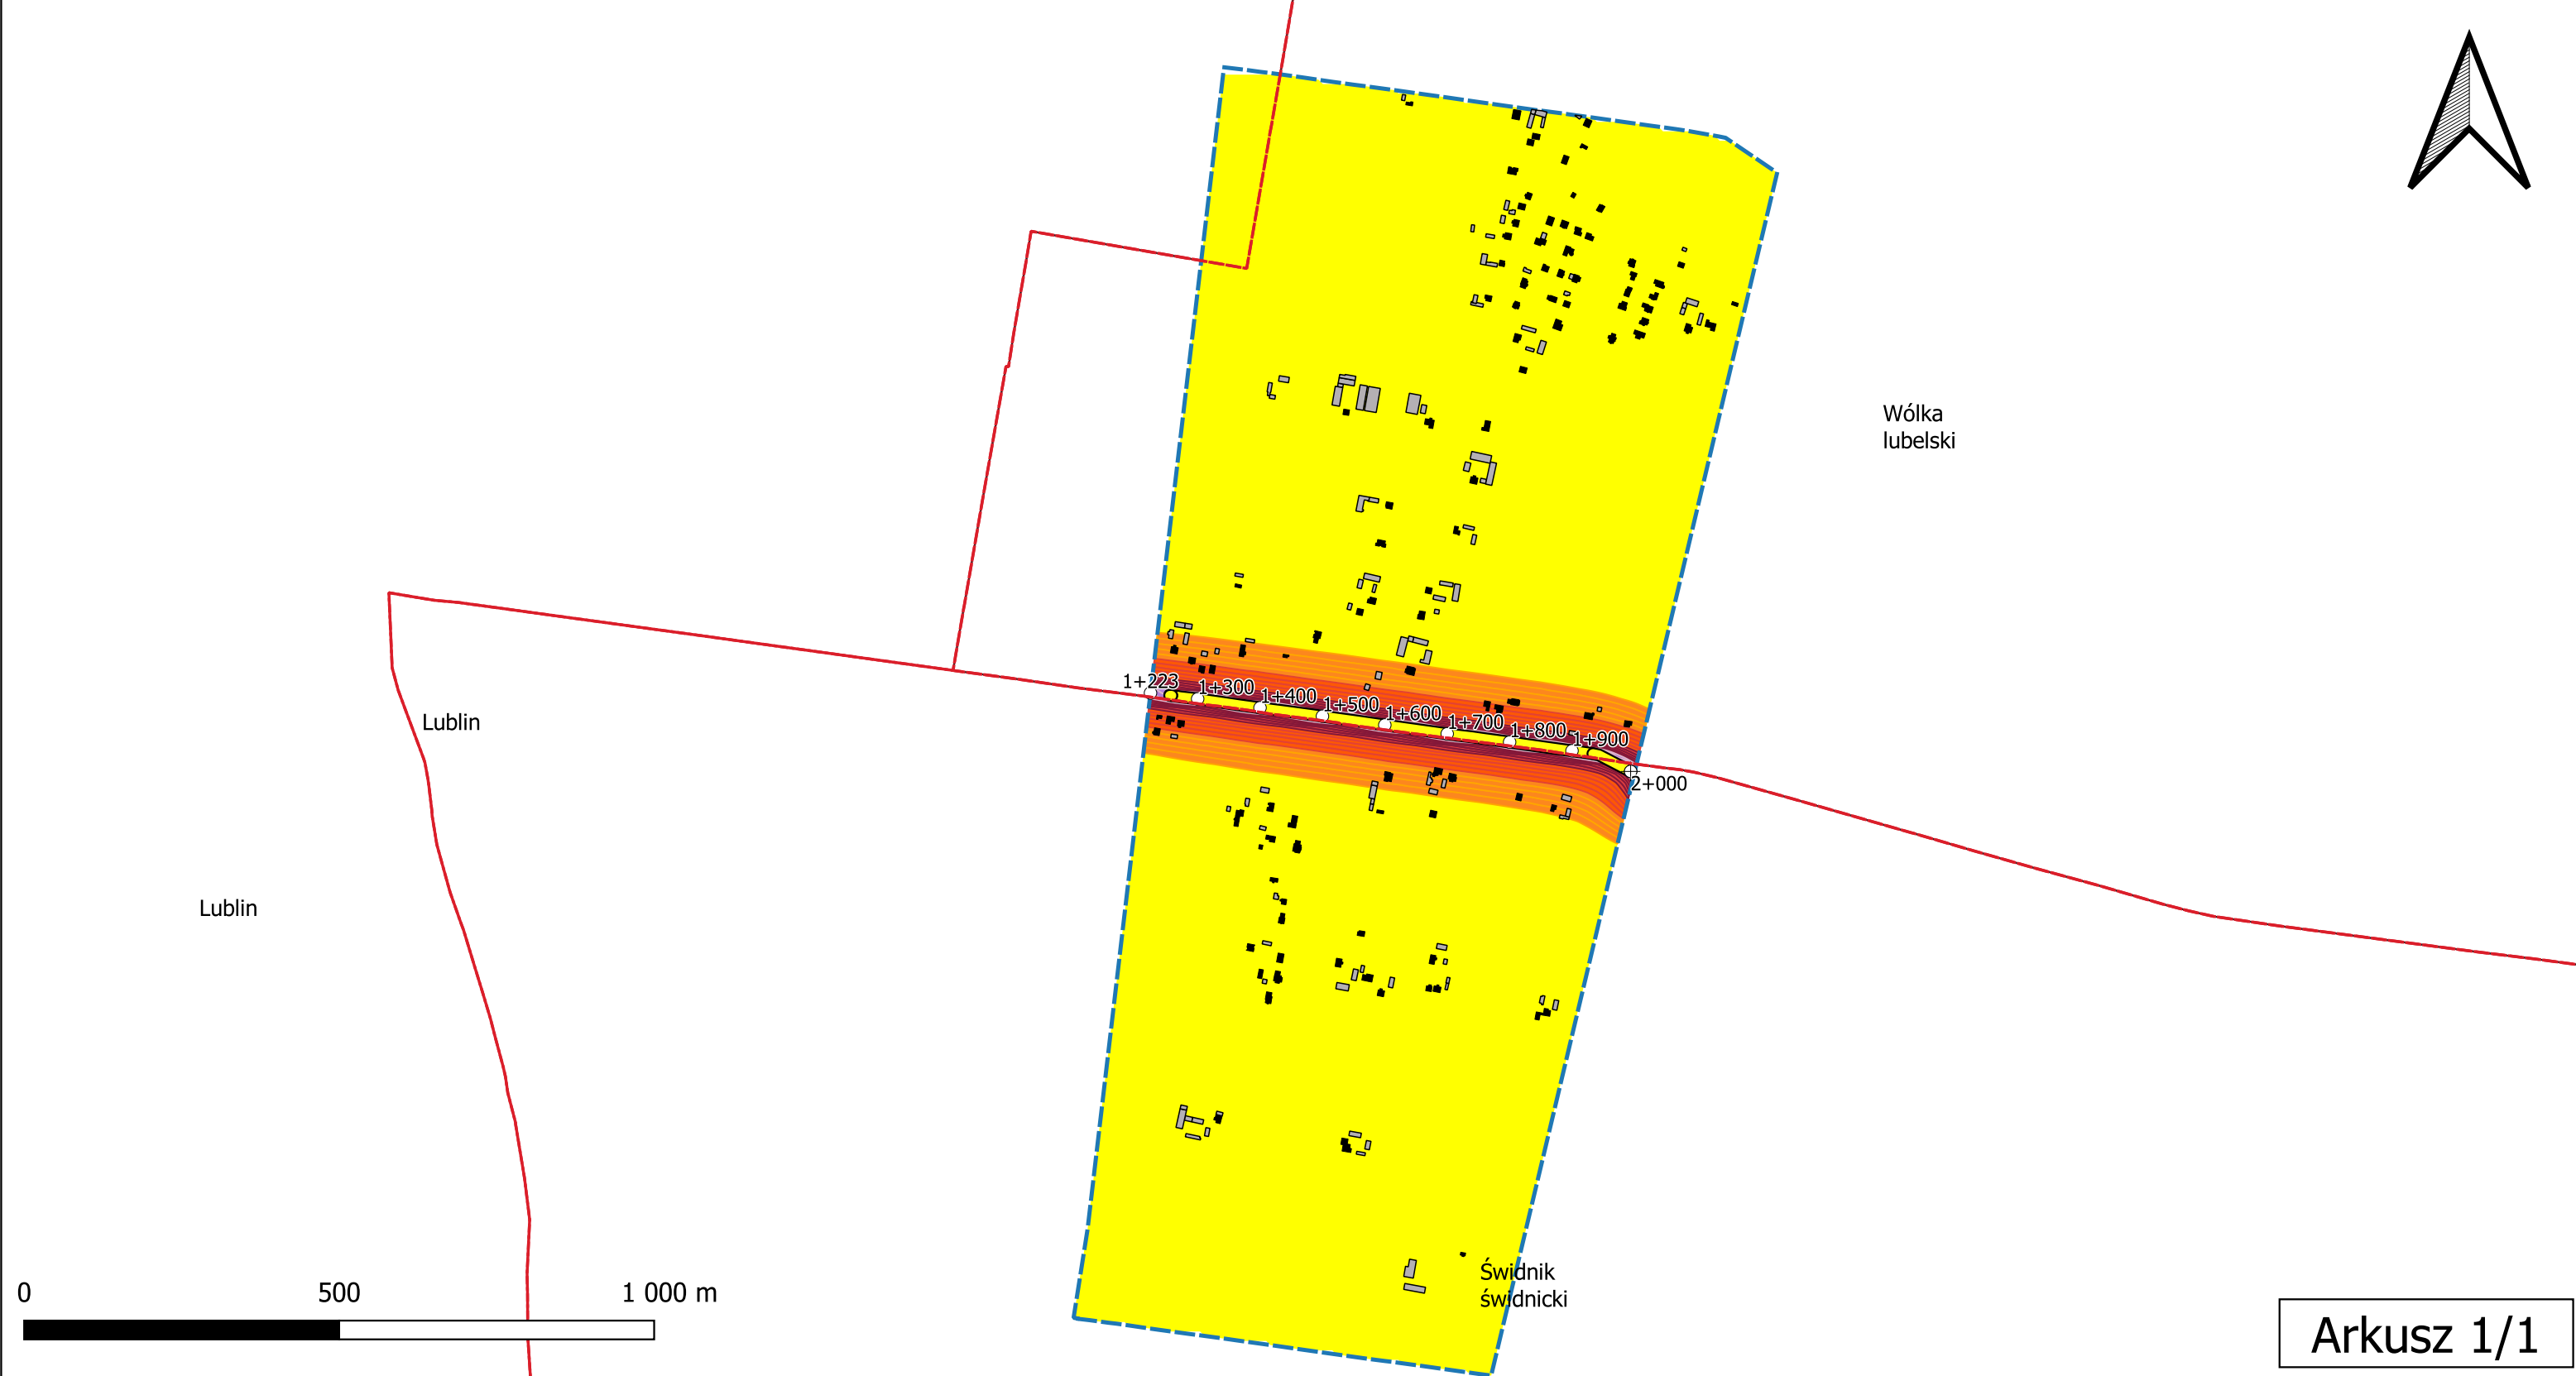 Wólka
lubelski
1+223
1+300
1+400
1+500
1+600
1+700
1+800
1+900
2+000
Lublin
Lublin
Świdnik
świdnicki
0 500 1 000 m
Arkusz 1/1